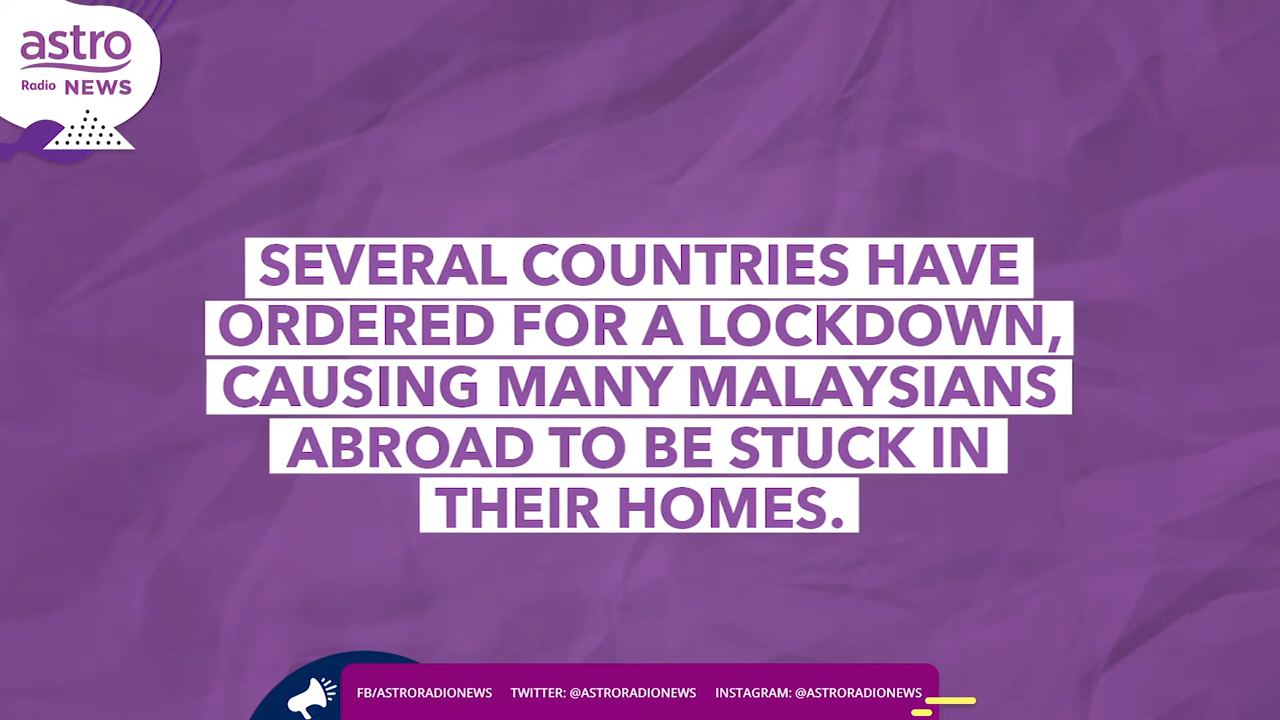 astro
Radio NEWS
SEVERAL COUNTRIES HAVE
ORDERED FOR A LOCKDOWN,
CAUSING MANY MALAYSIANS
ABROAD TO BE STUCK IN
THEIR HOMES.
FB/ASTRORADIONEWS TWITTER: @ASTRORADIONEWS INSTAGRAM: @ASTRORADIONEWS